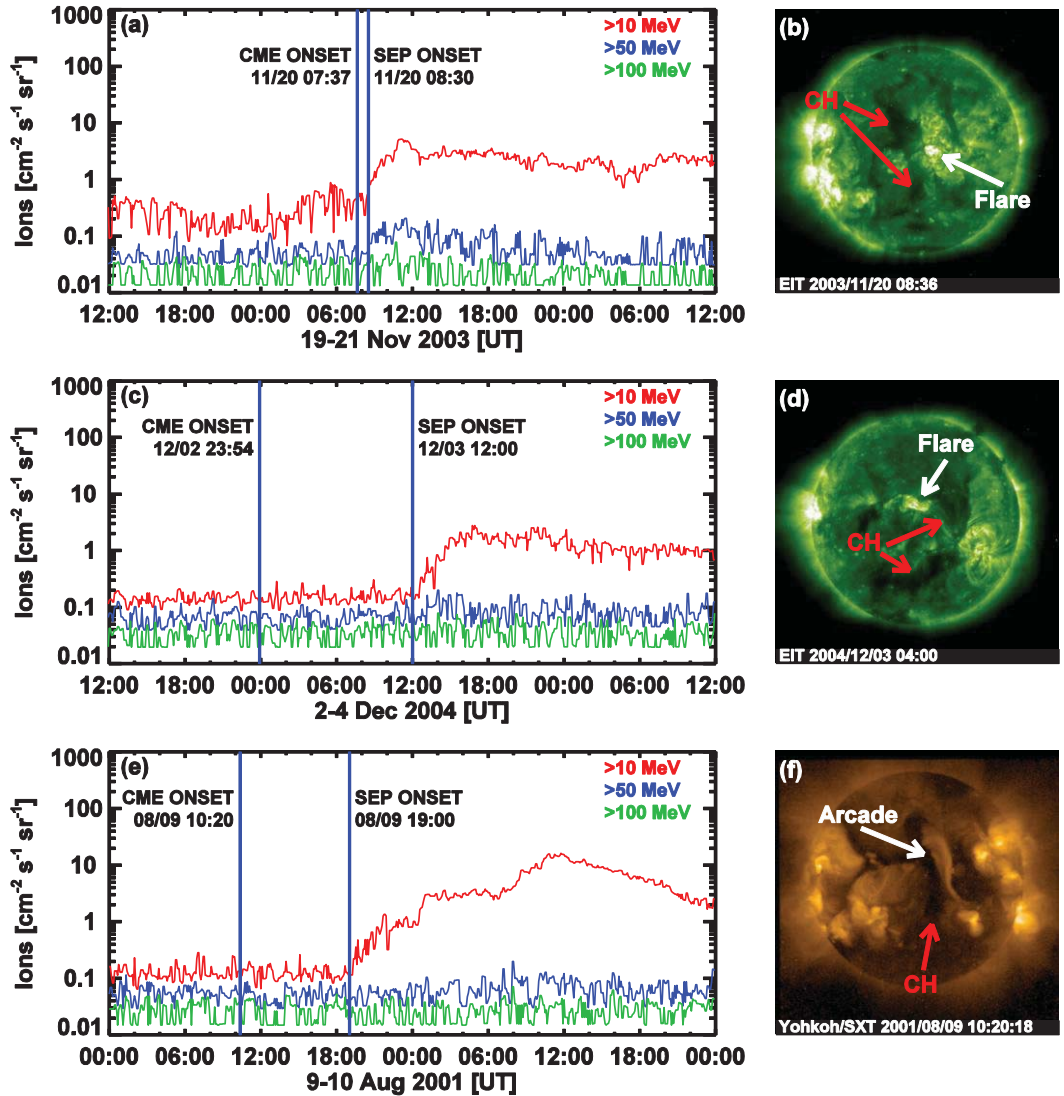 (a)
CME ONSET
11/20 07:37
SEP ONSET
11/20 08:30
>10 MeV
>50 MeV
>100 MeV
1000
100
10
1
0.1
0.01
Ions [cm⁻² s⁻¹ sr⁻¹]
12:00 18:00 00:00 06:00 12:00 18:00 00:00 06:00 12:00
19-21 Nov 2003 [UT]
(b)
CH
Flare
EIT 2003/11/20 08:36
(c)
CME ONSET
12/02 23:54
SEP ONSET
12/03 12:00
>10 MeV
>50 MeV
>100 MeV
1000
100
10
1
0.1
0.01
Ions [cm⁻² s⁻¹ sr⁻¹]
12:00 18:00 00:00 06:00 12:00 18:00 00:00 06:00 12:00
2-4 Dec 2004 [UT]
(d)
Flare
CH
EIT 2004/12/03 04:00
(e)
CME ONSET
08/09 10:20
SEP ONSET
08/09 19:00
>10 MeV
>50 MeV
>100 MeV
1000
100
10
1
0.1
0.01
Ions [cm⁻² s⁻¹ sr⁻¹]
00:00 06:00 12:00 18:00 00:00 06:00 12:00 18:00 00:00
9-10 Aug 2001 [UT]
(f)
Arcade
CH
Yohkoh/SXT 2001/08/09 10:20:18